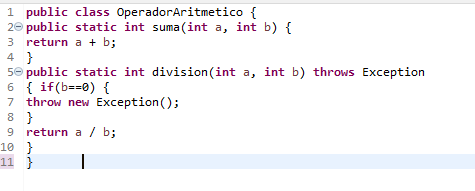 1 public class OperadorAritmetico {
2 public static int suma(int a, int b) {
3 return a + b;
4 }
5 public static int division(int a, int b) throws Exception
6 { if(b==0) {
7 throw new Exception();
8 }
9 return a / b;
10 }
11 }